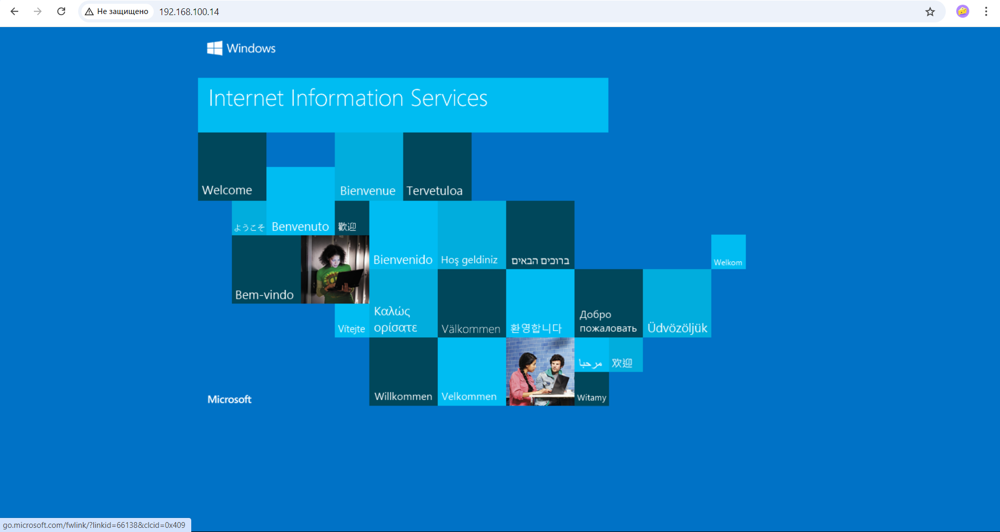 Не защищено
192.168.100.14
Windows
Internet Information Services
Welcome
Bienvenue
Tervetuloa
ようこそ
Benvenuto
歡迎
Bienvenido
Hoş geldiniz
ברוכים הבאים
Welkom
Bem-vindo
Vítejte
Καλώς
ορίσατε
Välkommen
환영합니다
Добро
пожаловать
Üdvözöljük
مرحبا
欢迎
Willkommen
Velkommen
Witamy
Microsoft
go.microsoft.com/fwlink/?linkid=66138&clcid=0x409